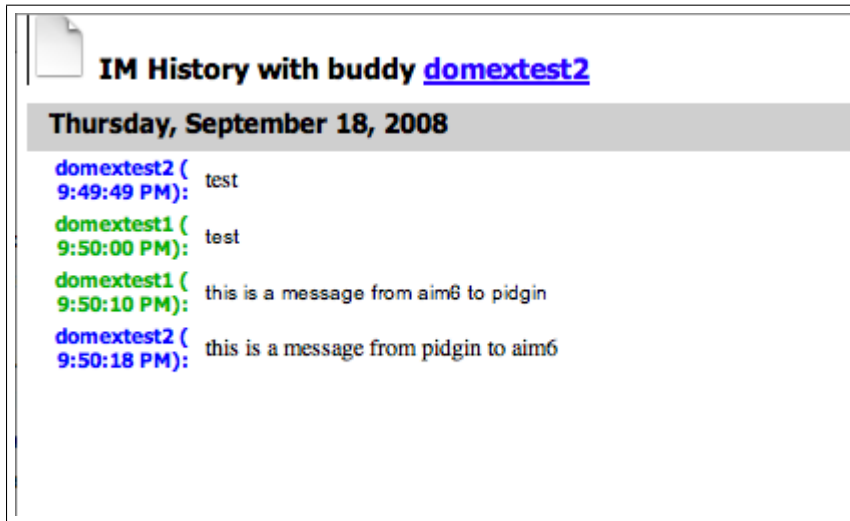 IM History with buddy domextest2
Thursday, September 18, 2008
domextest2 (
9:49:49 PM): test
domextest1 (
9:50:00 PM): test
domextest1 (
9:50:10 PM): this is a message from aim6 to pidgin
domextest2 (
9:50:18 PM): this is a message from pidgin to aim6